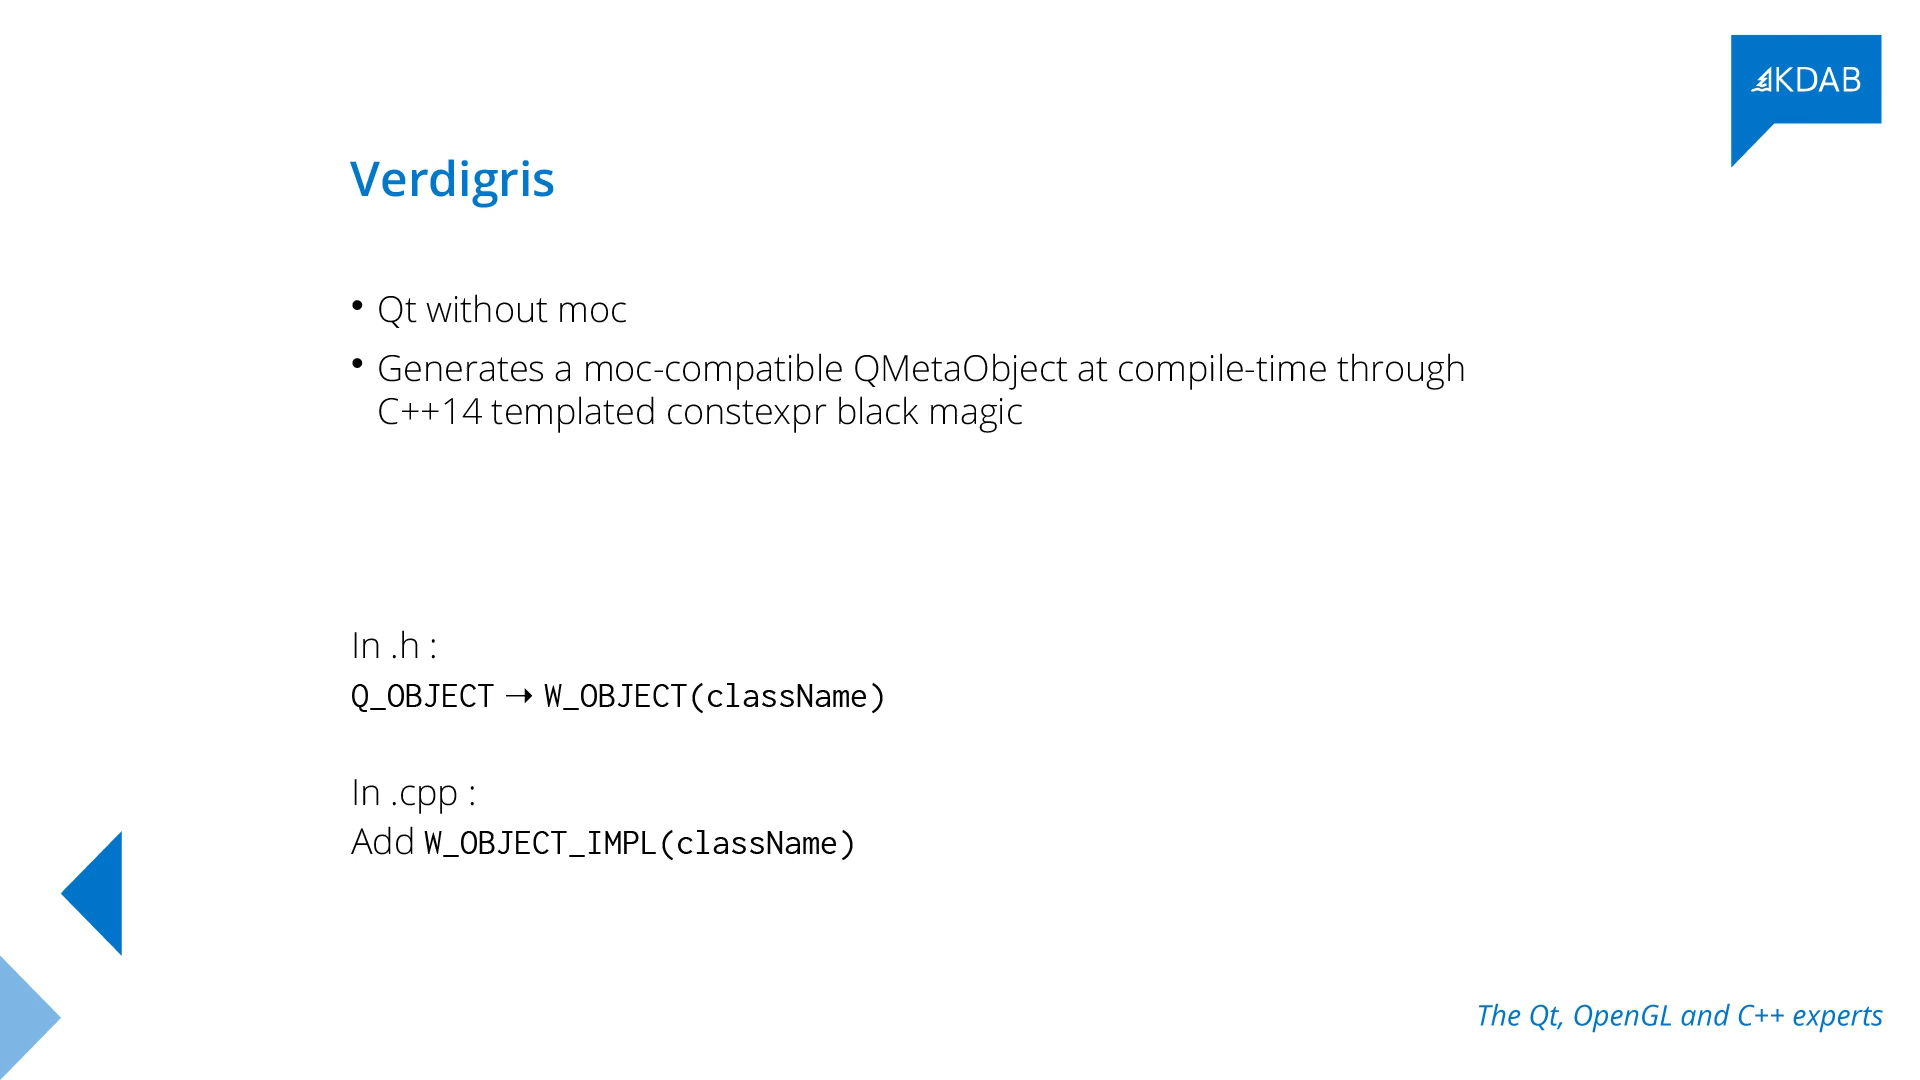 KDAB
Verdigris
• Qt without moc
• Generates a moc-compatible QMetaObject at compile-time through
C++14 templated constexpr black magic
In .h :
Q_OBJECT → W_OBJECT(className)
In .cpp :
Add W_OBJECT_IMPL(className)
The Qt, OpenGL and C++ experts